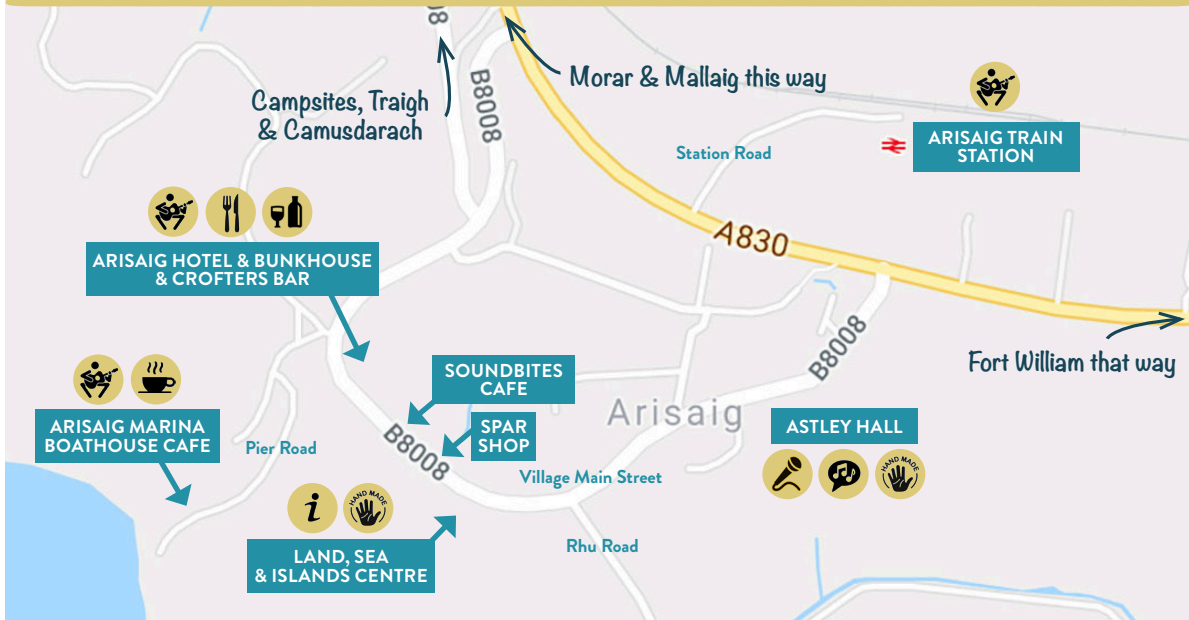 08
B8008
Morar & Mallaig this way
Campsites, Traigh
& Camusdarach
Station Road
ARISAIG TRAIN
STATION
A830
ARISAIG HOTEL & BUNKHOUSE
& CROFTERS BAR
B8008
Fort William that way
SOUNDBITES
CAFE
Arisaig
ARISAIG MARINA
BOATHOUSE CAFE
SPAR
SHOP
ASTLEY HALL
B8008
Pier Road
Village Main Street
HAND MADE
i
HAND MADE
Rhu Road
LAND, SEA
& ISLANDS CENTRE